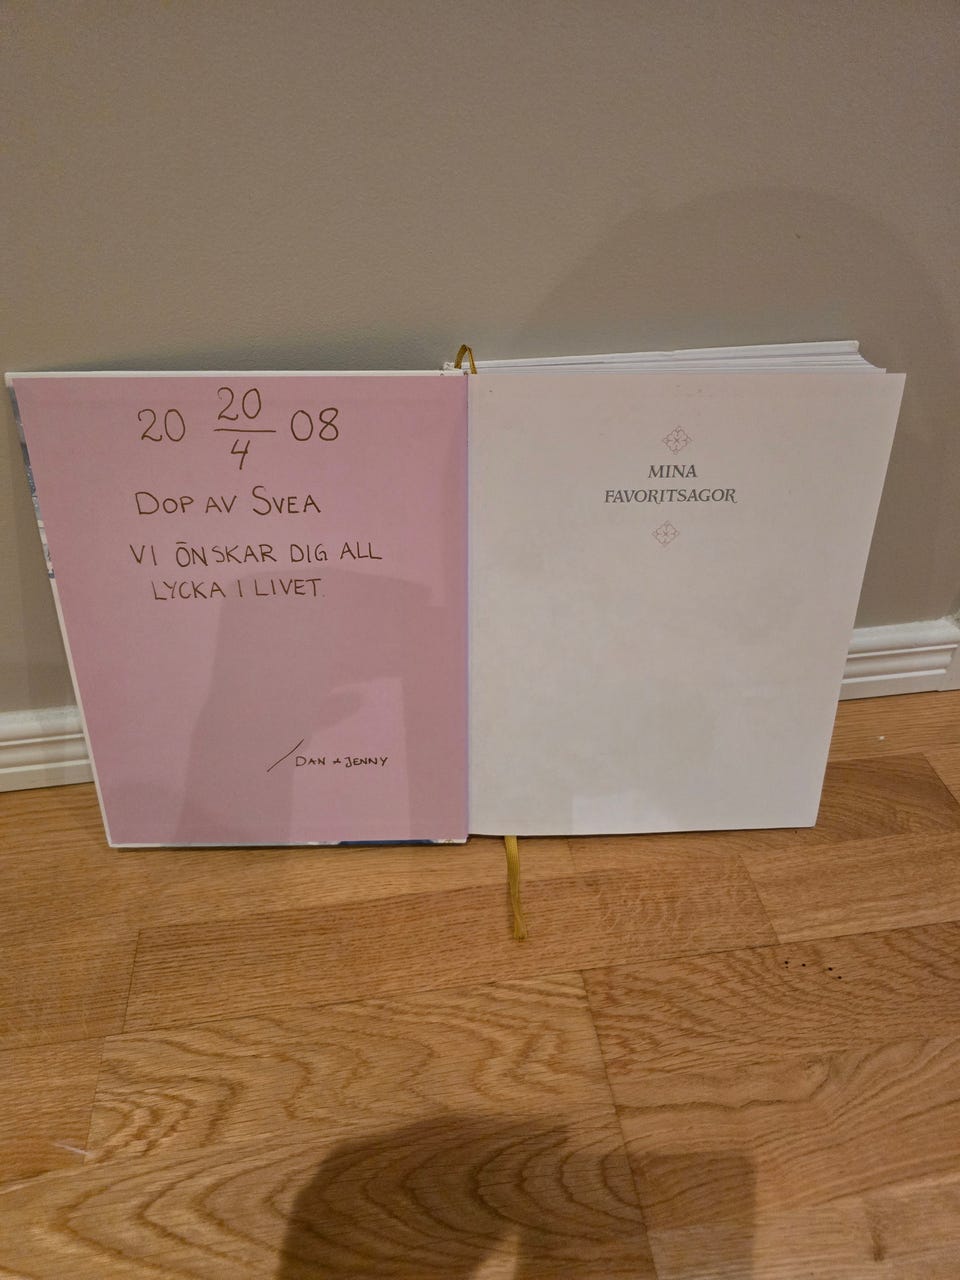 20 20/4 08
DOP AV SVEA
VI ÖNSKAR DIG ALL
LYCKA I LIVET.
/DAN + JENNY
MINA
FAVORITSAGOR